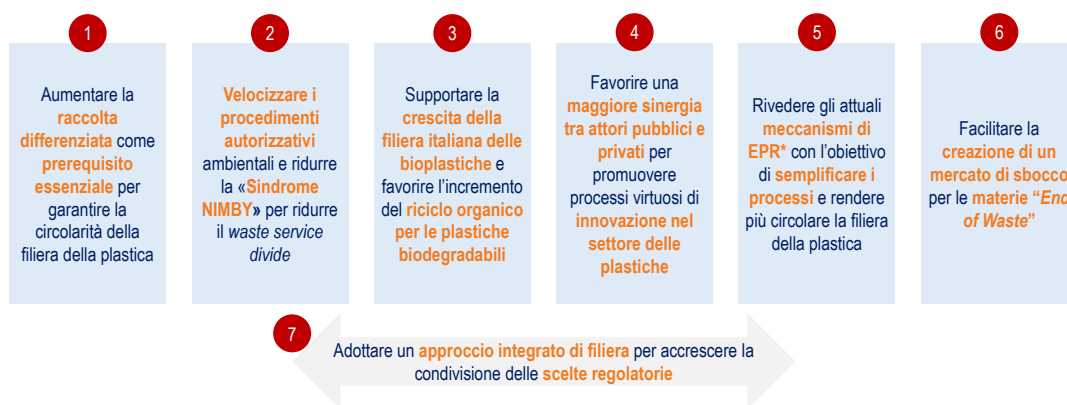 1
Aumentare la
raccolta
differenziata come
prerequisito
essenziale per
garantire la
circolarità della
filiera della plastica
2
Velocizzare i
procedimenti
autorizzativi
ambientali e ridurre
la «Sindrome
NIMBY» per ridurre
il waste service
divide
3
Supportare la
crescita della
filiera italiana delle
bioplastiche e
favorire l'incremento
del riciclo organico
per le plastiche
biodegradabili
4
Favorire una
maggiore sinergia
tra attori pubblici e
privati per
promuovere
processi virtuosi di
innovazione nel
settore delle
plastiche
5
Rivedere gli attuali
meccanismi di
EPR* con l'obiettivo
di semplificare i
processi e rendere
più circolare la filiera
della plastica
6
Facilitare la
creazione di un
mercato di sbocco
per le materie “End
of Waste”
7
Adottare un approccio integrato di filiera per accrescere la
condivisione delle scelte regolatorie